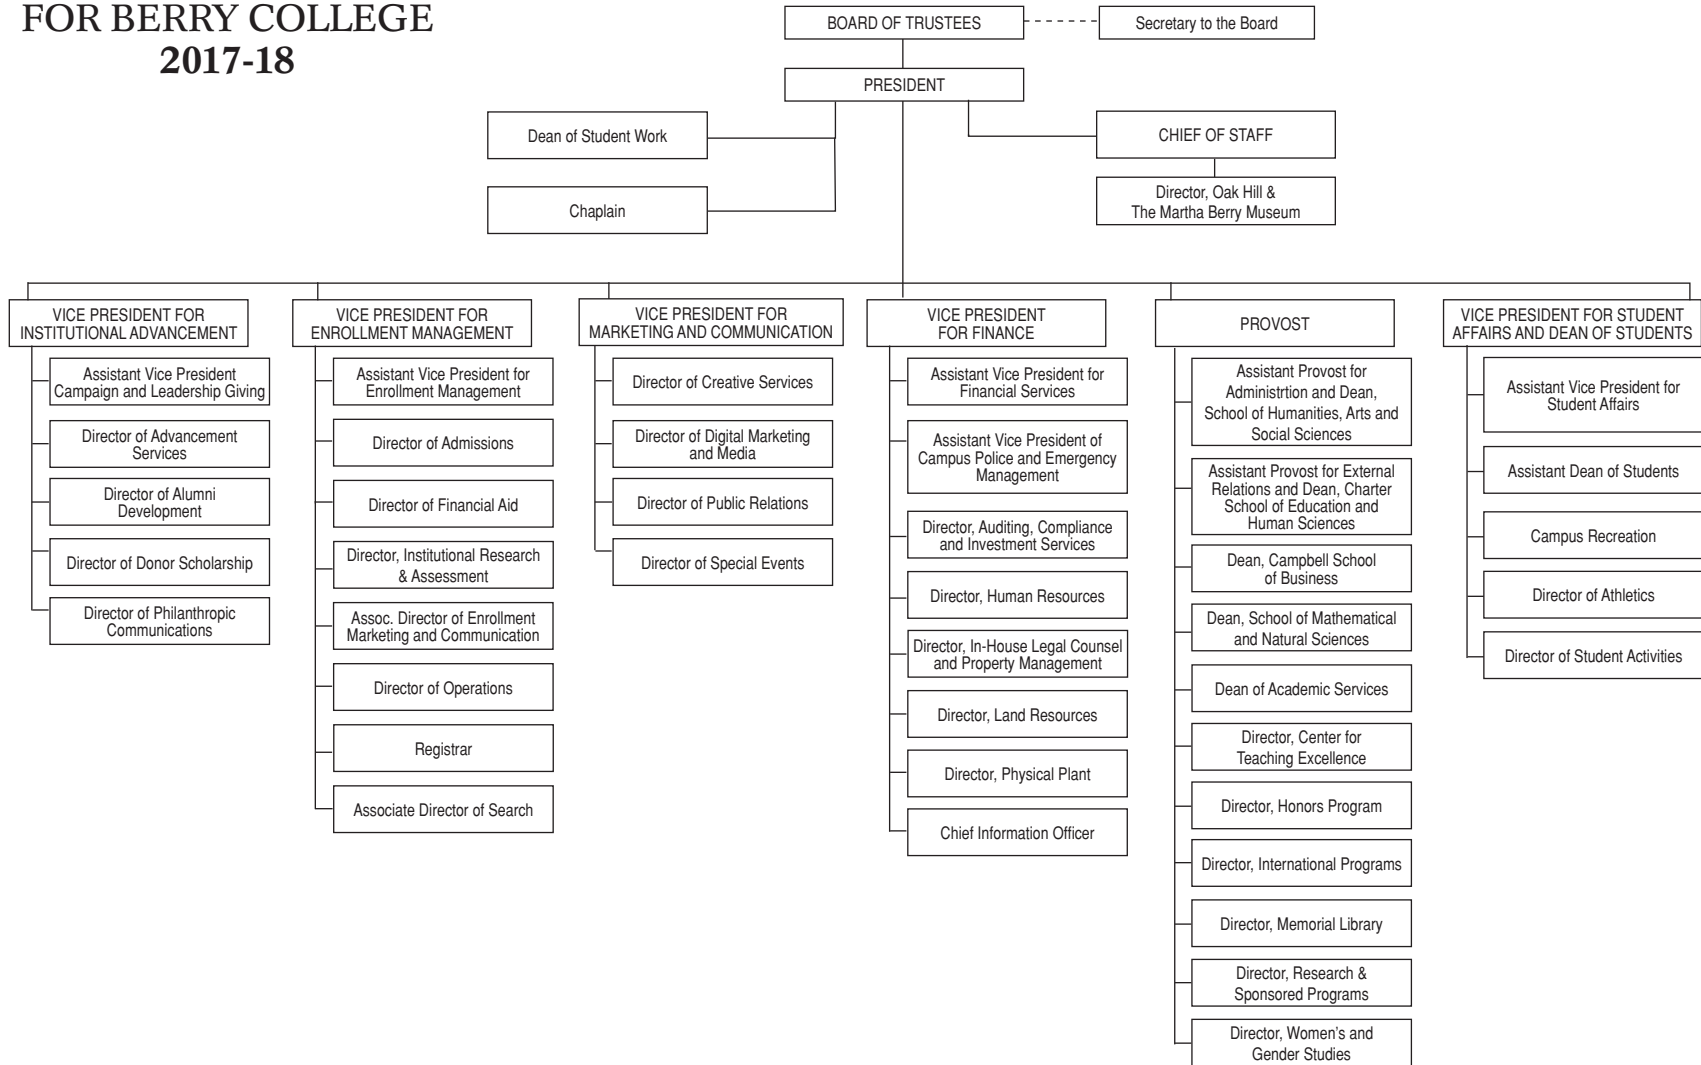 FOR BERRY COLLEGE
2017-18
BOARD OF TRUSTEES
Secretary to the Board
PRESIDENT
Dean of Student Work
CHIEF OF STAFF
Chaplain
Director, Oak Hill &
The Martha Berry Museum
VICE PRESIDENT FOR
INSTITUTIONAL ADVANCEMENT
Assistant Vice President
Campaign and Leadership Giving
Director of Advancement
Services
Director of Alumni
Development
Director of Donor Scholarship
Director of Philanthropic
Communications
VICE PRESIDENT FOR
ENROLLMENT MANAGEMENT
Assistant Vice President for
Enrollment Management
Director of Admissions
Director of Financial Aid
Director, Institutional Research
& Assessment
Assoc. Director of Enrollment
Marketing and Communication
Director of Operations
Registrar
Associate Director of Search
VICE PRESIDENT FOR
MARKETING AND COMMUNICATION
Director of Creative Services
Director of Digital Marketing
and Media
Director of Public Relations
Director of Special Events
VICE PRESIDENT
FOR FINANCE
Assistant Vice President for
Financial Services
Assistant Vice President of
Campus Police and Emergency
Management
Director, Auditing, Compliance
and Investment Services
Director, Human Resources
Director, In-House Legal Counsel
and Property Management
Director, Land Resources
Director, Physical Plant
Chief Information Officer
PROVOST
Assistant Provost for
Administrtion and Dean,
School of Humanities, Arts and
Social Sciences
Assistant Provost for External
Relations and Dean, Charter
School of Education and
Human Sciences
Dean, Campbell School
of Business
Dean, School of Mathematical
and Natural Sciences
Dean of Academic Services
Director, Center for
Teaching Excellence
Director, Honors Program
Director, International Programs
Director, Memorial Library
Director, Research &
Sponsored Programs
Director, Women's and
Gender Studies
VICE PRESIDENT FOR STUDENT
AFFAIRS AND DEAN OF STUDENTS
Assistant Vice President for
Student Affairs
Assistant Dean of Students
Campus Recreation
Director of Athletics
Director of Student Activities